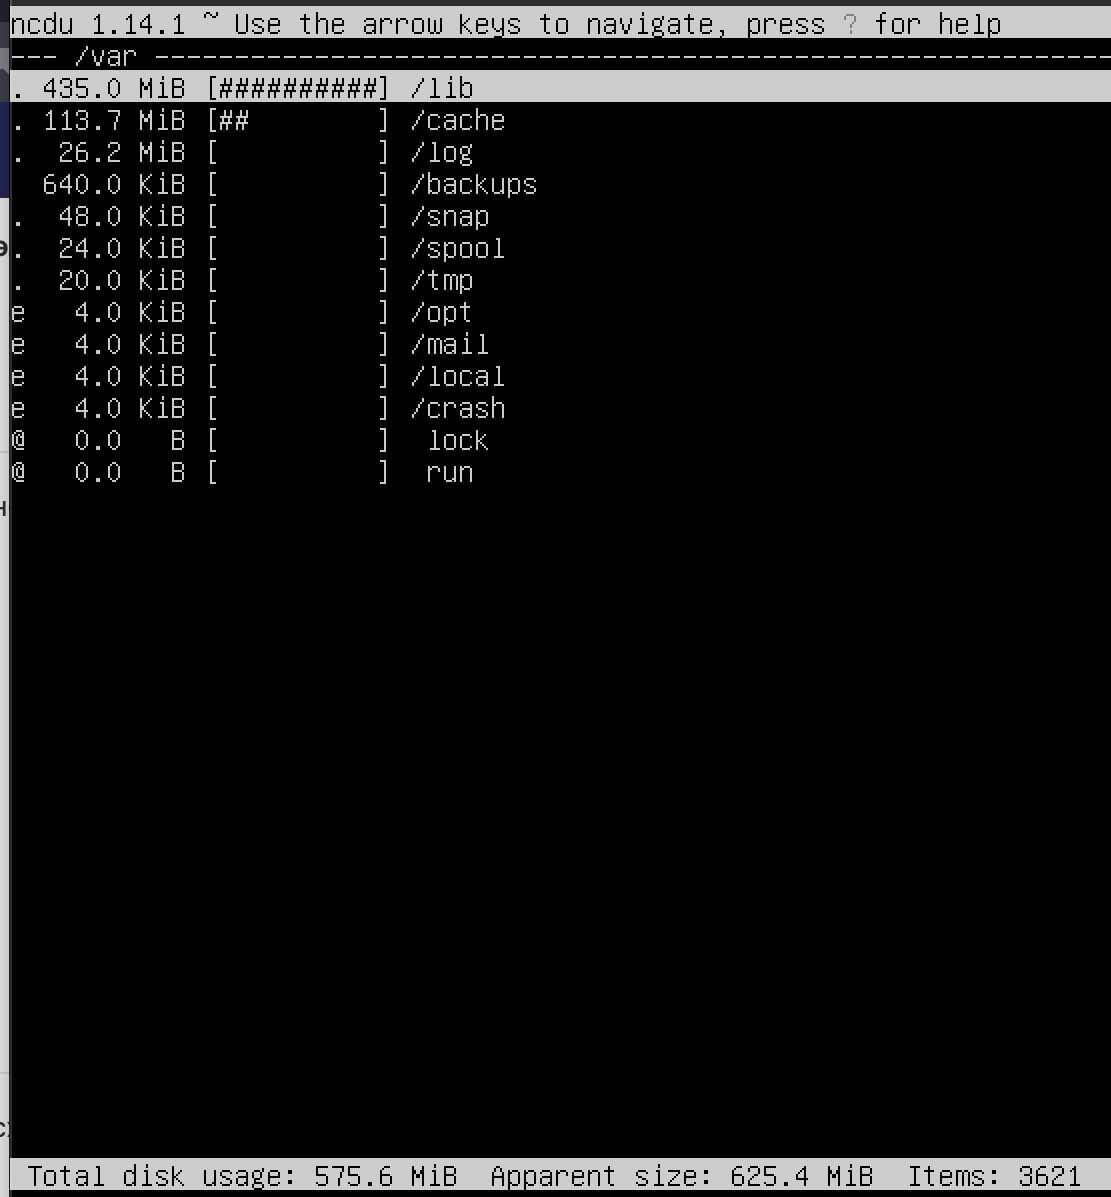 ncdu 1.14.1 ~ Use the arrow keys to navigate, press ? for help
--- /var -----------------------------------------------------------
. 435.0 MiB [##########] /lib
. 113.7 MiB [##        ] /cache
.  26.2 MiB [          ] /log
  640.0 KiB [          ] /backups
.  48.0 KiB [          ] /snap
.  24.0 KiB [          ] /spool
.  20.0 KiB [          ] /tmp
e   4.0 KiB [          ] /opt
e   4.0 KiB [          ] /mail
e   4.0 KiB [          ] /local
e   4.0 KiB [          ] /crash
@   0.0   B [          ]  lock
@   0.0   B [          ]  run
Total disk usage: 575.6 MiB  Apparent size: 625.4 MiB  Items: 3621